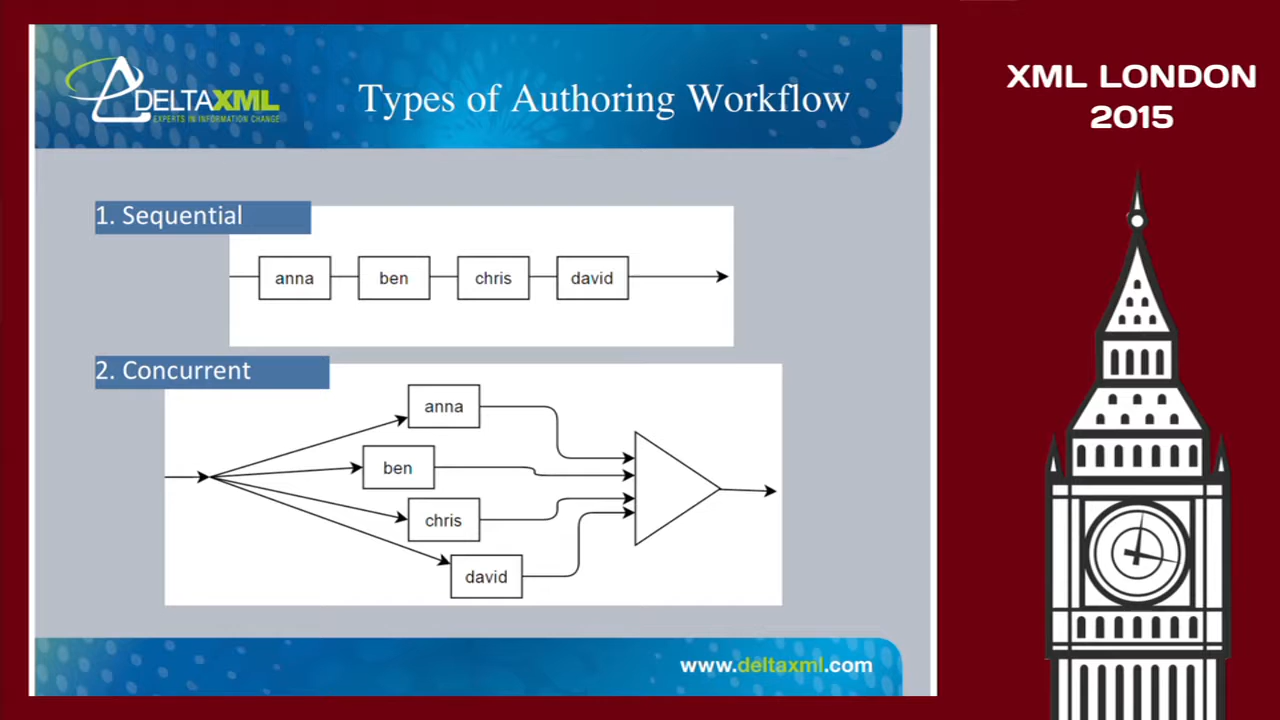 DELTAXML
EXPERTS IN INFORMATION CHANGE
Types of Authoring Workflow
XML LONDON
2015
1. Sequential
anna
ben
chris
david
2. Concurrent
anna
ben
chris
david
www.deltaxml.com